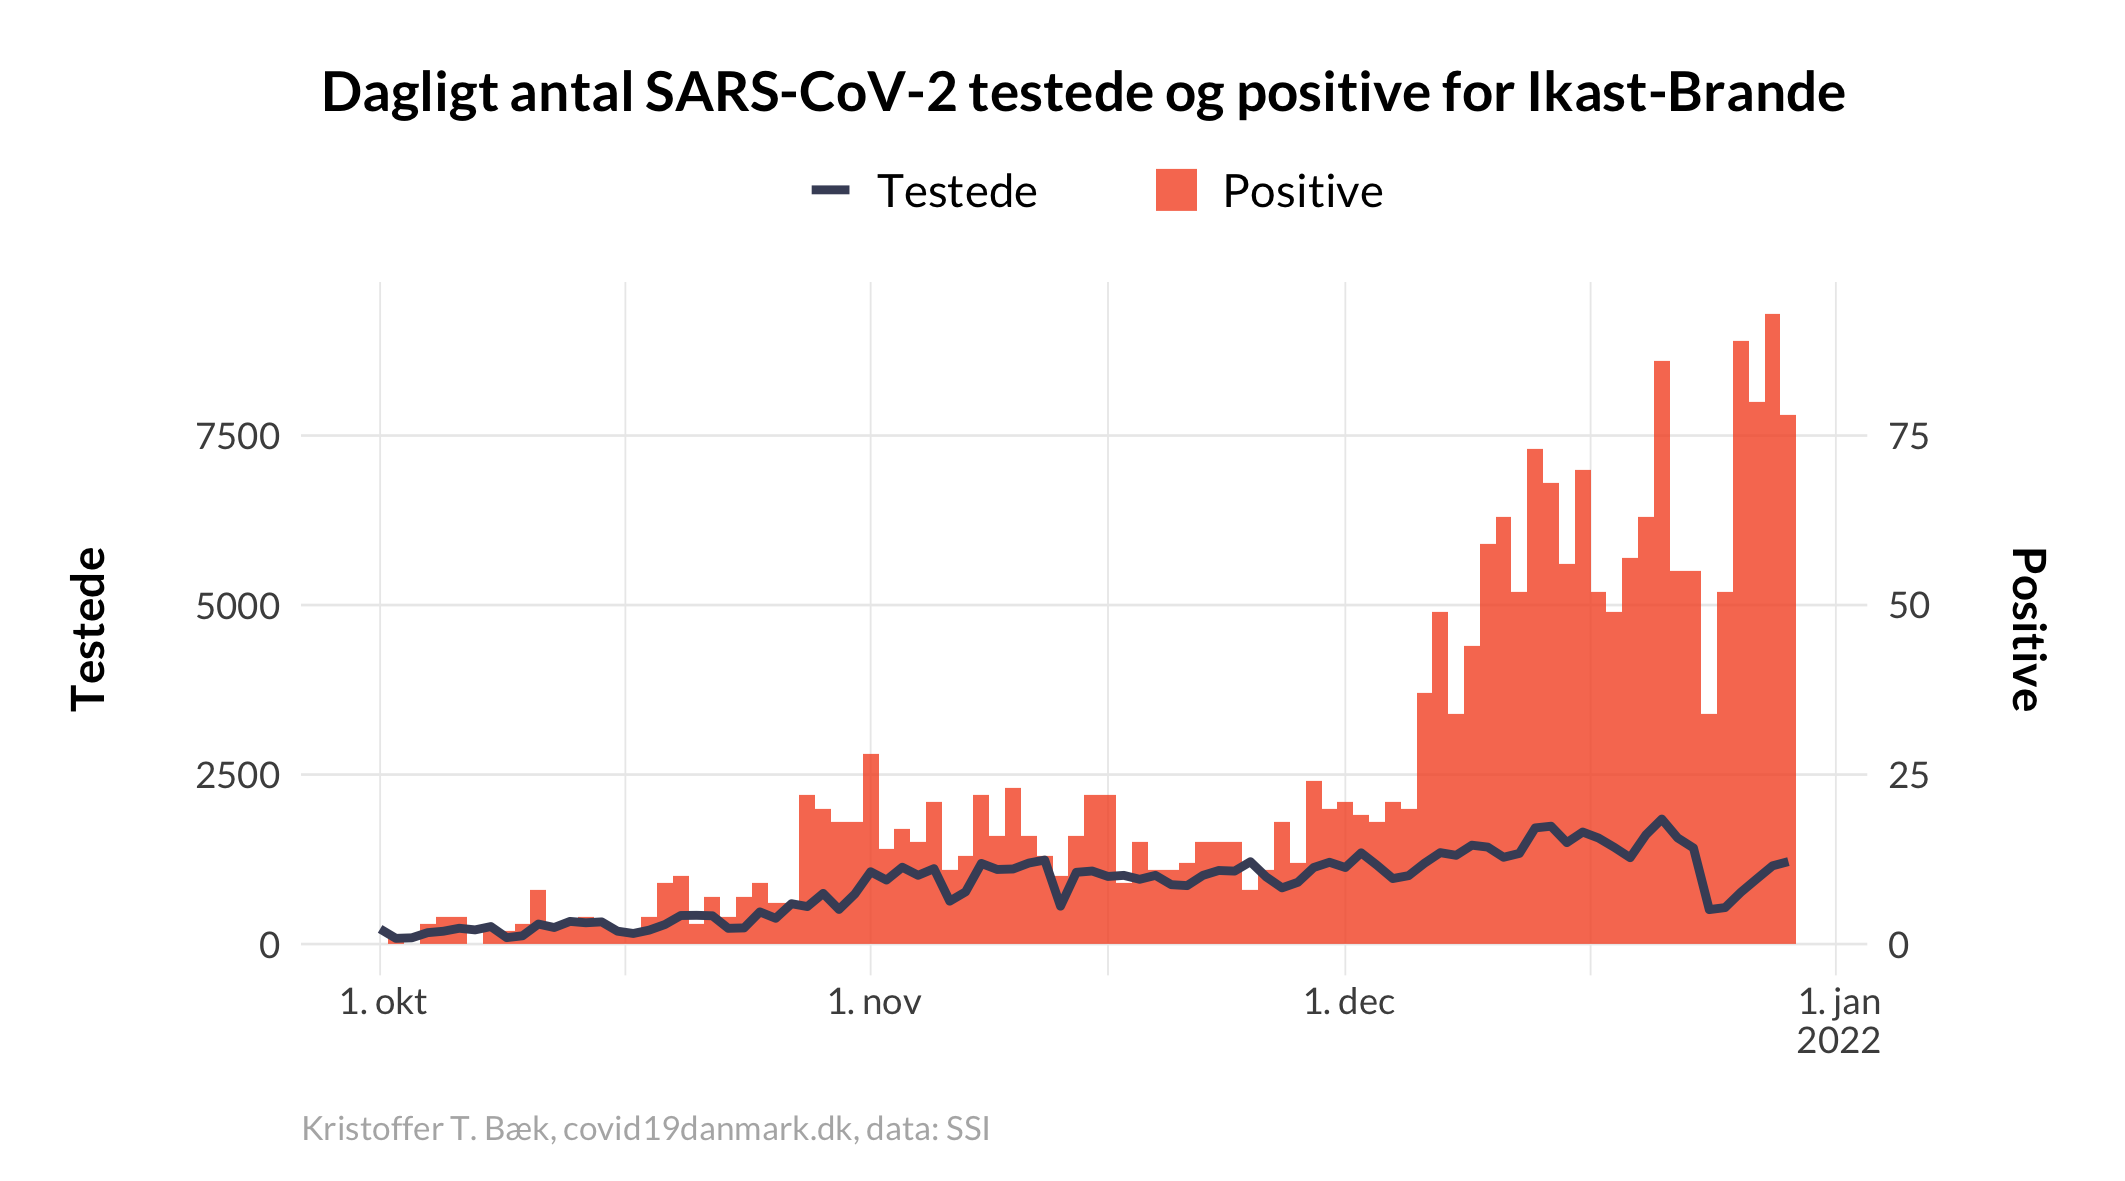 Dagligt antal SARS-CoV-2 testede og positive for Ikast-Brande
Testede
Positive
7500
5000
2500
0
Testede
75
50
25
0
Positive
1. okt
1. nov
1. dec
1. jan
2022
Kristoffer T. Bæk, covid19danmark.dk, data: SSI